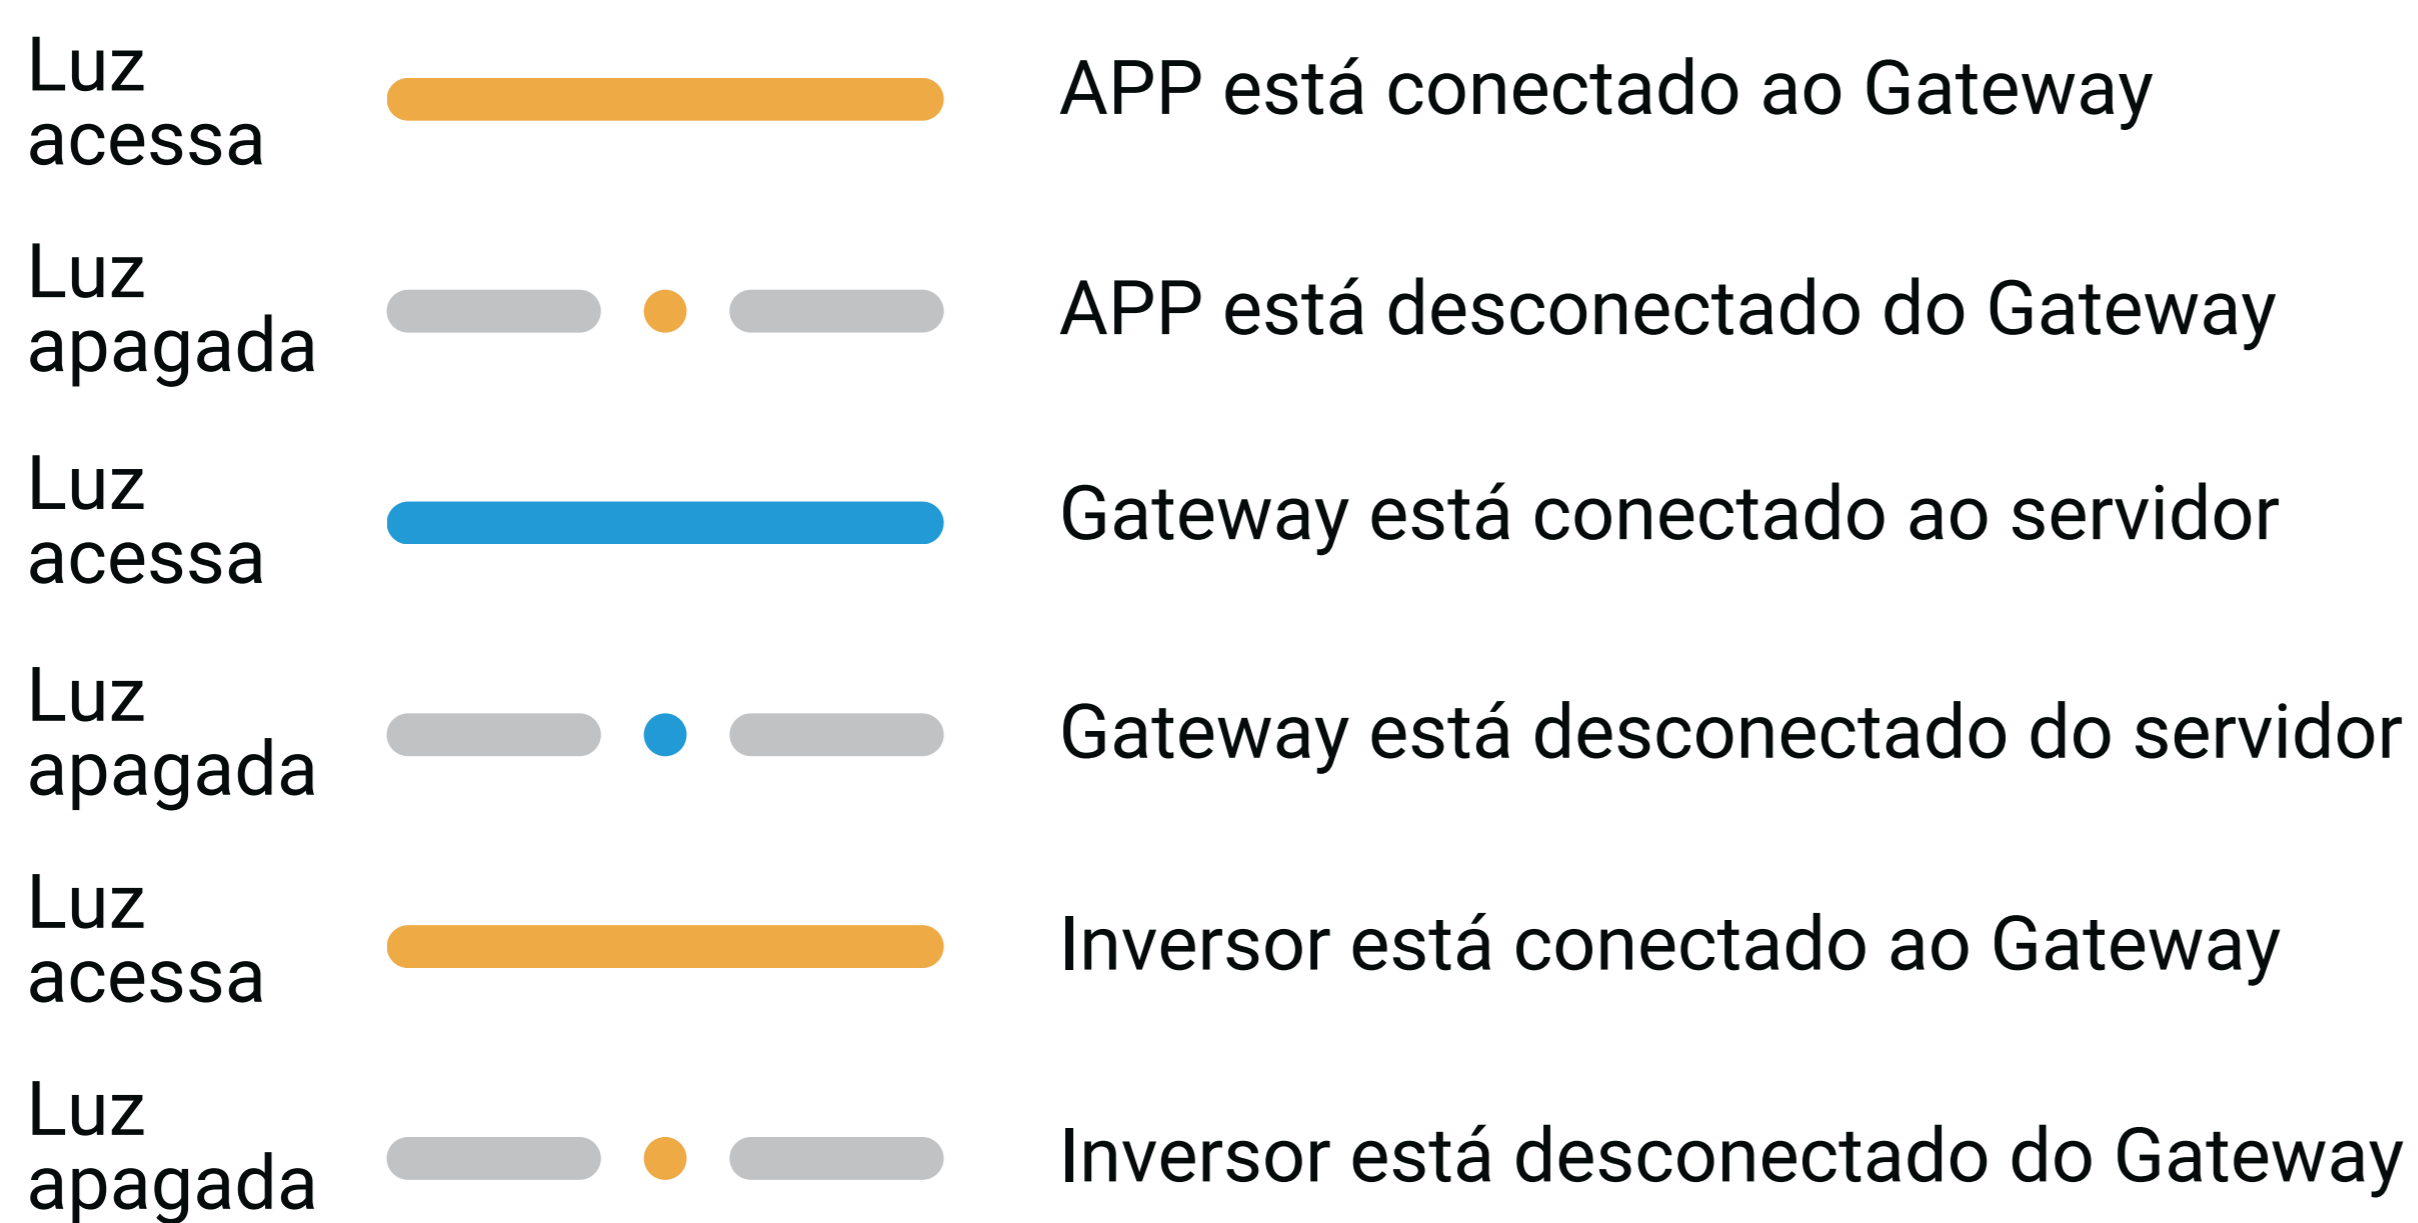 Luz
acessa
APP está conectado ao Gateway
Luz
apagada
APP está desconectado do Gateway
Luz
acessa
Gateway está conectado ao servidor
Luz
apagada
Gateway está desconectado do servidor
Luz
acessa
Inversor está conectado ao Gateway
Luz
apagada
Inversor está desconectado do Gateway